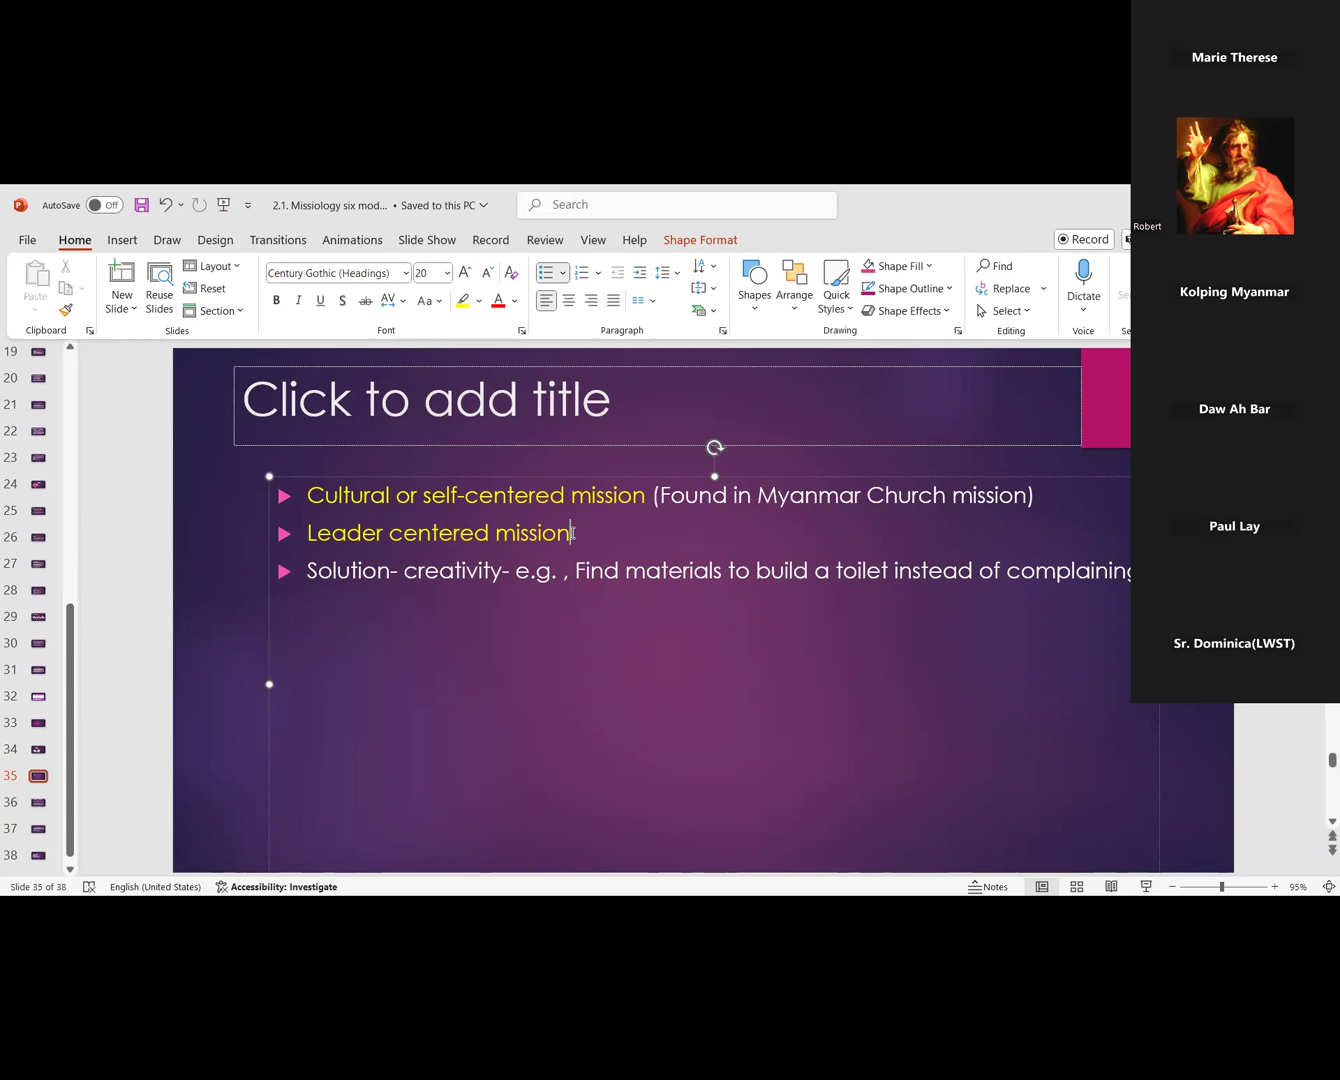 Marie Therese
Robert
Kolping Myanmar
Daw Ah Bar
Paul Lay
Sr. Dominica(LWST)
AutoSave Off 2.1. Missiology six mod... • Saved to this PC Search
File Home Insert Draw Design Transitions Animations Slide Show Record Review View Help Shape Format Record
Paste New Slide Reuse Slides Layout Reset Section
Century Gothic (Headings) 20
B I U S ab AV Aa A
Shapes Arrange Quick Styles Shape Fill Shape Outline Shape Effects
Find Replace Select Dictate
Clipboard Slides Font Paragraph Drawing Editing Voice
19
20
21
22
23
24
25
26
27
28
29
30
31
32
33
34
35
36
37
38
Click to add title
Cultural or self-centered mission (Found in Myanmar Church mission)
Leader centered mission
Solution- creativity- e.g. , Find materials to build a toilet instead of complaining
Slide 35 of 38 English (United States) Accessibility: Investigate Notes 95%